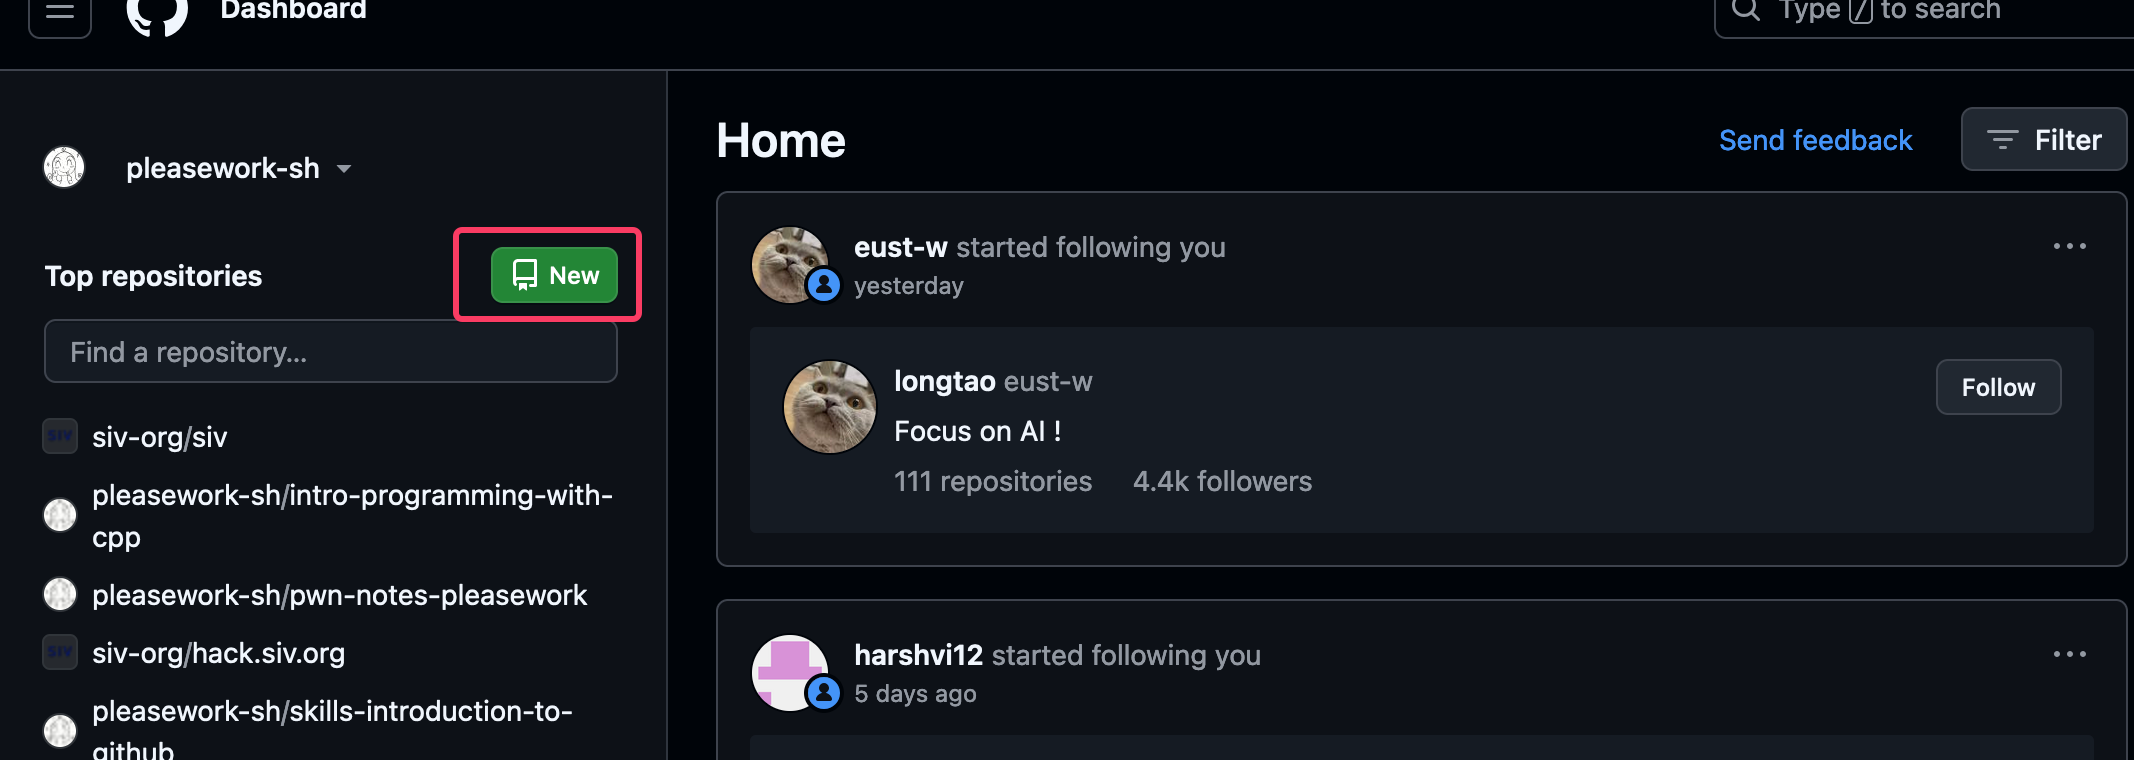 Dashboard
Type / to search
pleasework-sh
Top repositories
New
Find a repository...
siv-org/siv
pleasework-sh/intro-programming-with-
cpp
pleasework-sh/pwn-notes-pleasework
siv-org/hack.siv.org
pleasework-sh/skills-introduction-to-
github
Home
Send feedback
Filter
eust-w started following you
yesterday
longtao eust-w
Follow
Focus on AI !
111 repositories 4.4k followers
harshvi12 started following you
5 days ago